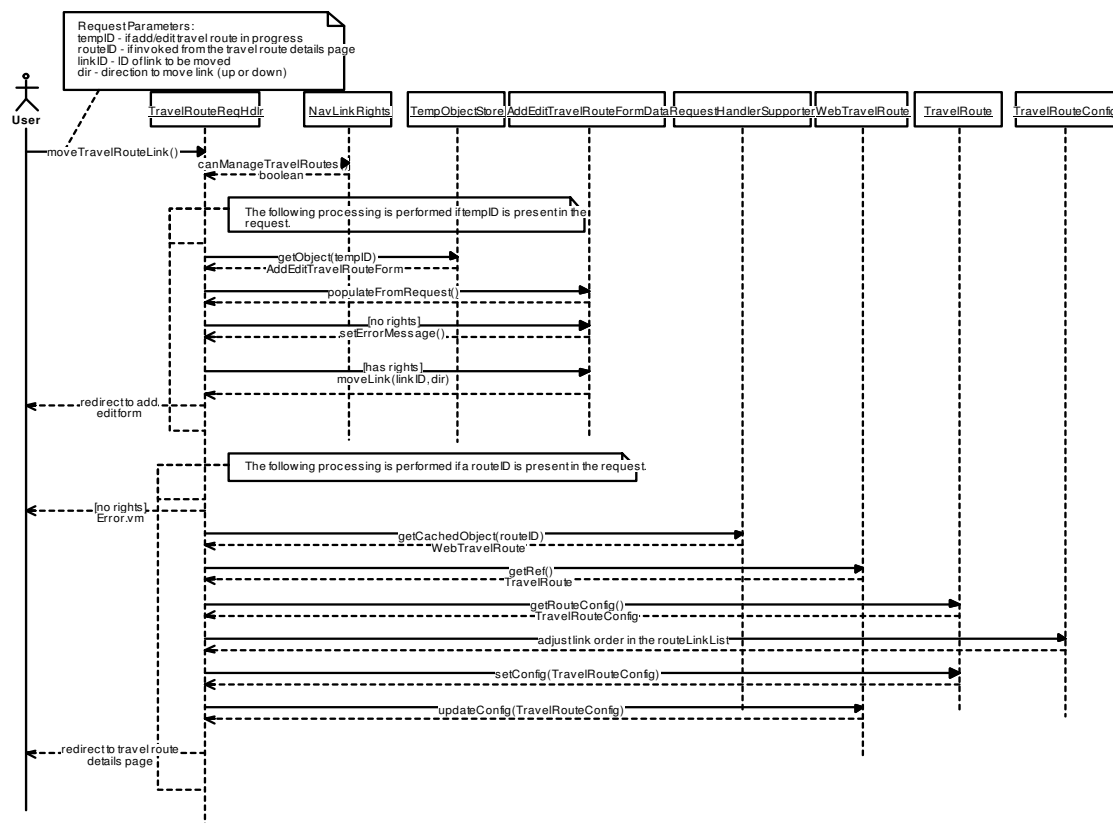 Request Parameters:
tempID - if add/edit travel route in progress
routeID - if invoked from the travel route details page
linkID - ID of link to be moved
dir - direction to move link (up or down)
User
TravelRouteReqHdlr
NavLinkRights
TempObjectStore
AddEditTravelRouteFormData
RequestHandlerSupporter
WebTravelRoute
TravelRoute
TravelRouteConfig
moveTravelRouteLink()
canManageTravelRoutes()
boolean
The following processing is performed if tempID is present in the
request.
getObject(tempID)
AddEditTravelRouteForm
populateFromRequest()
[no rights]
setErrorMessage()
[has rights]
moveLink(linkID, dir)
redirect to add
edit form
The following processing is performed if a routeID is present in the request.
[no rights]
Error.vm
getCachedObject(routeID)
WebTravelRoute
getRef()
TravelRoute
getRouteConfig()
TravelRouteConfig
adjust link order in the routeLinkList
setConfig(TravelRouteConfig)
updateConfig(TravelRouteConfig)
redirect to travel route
details page